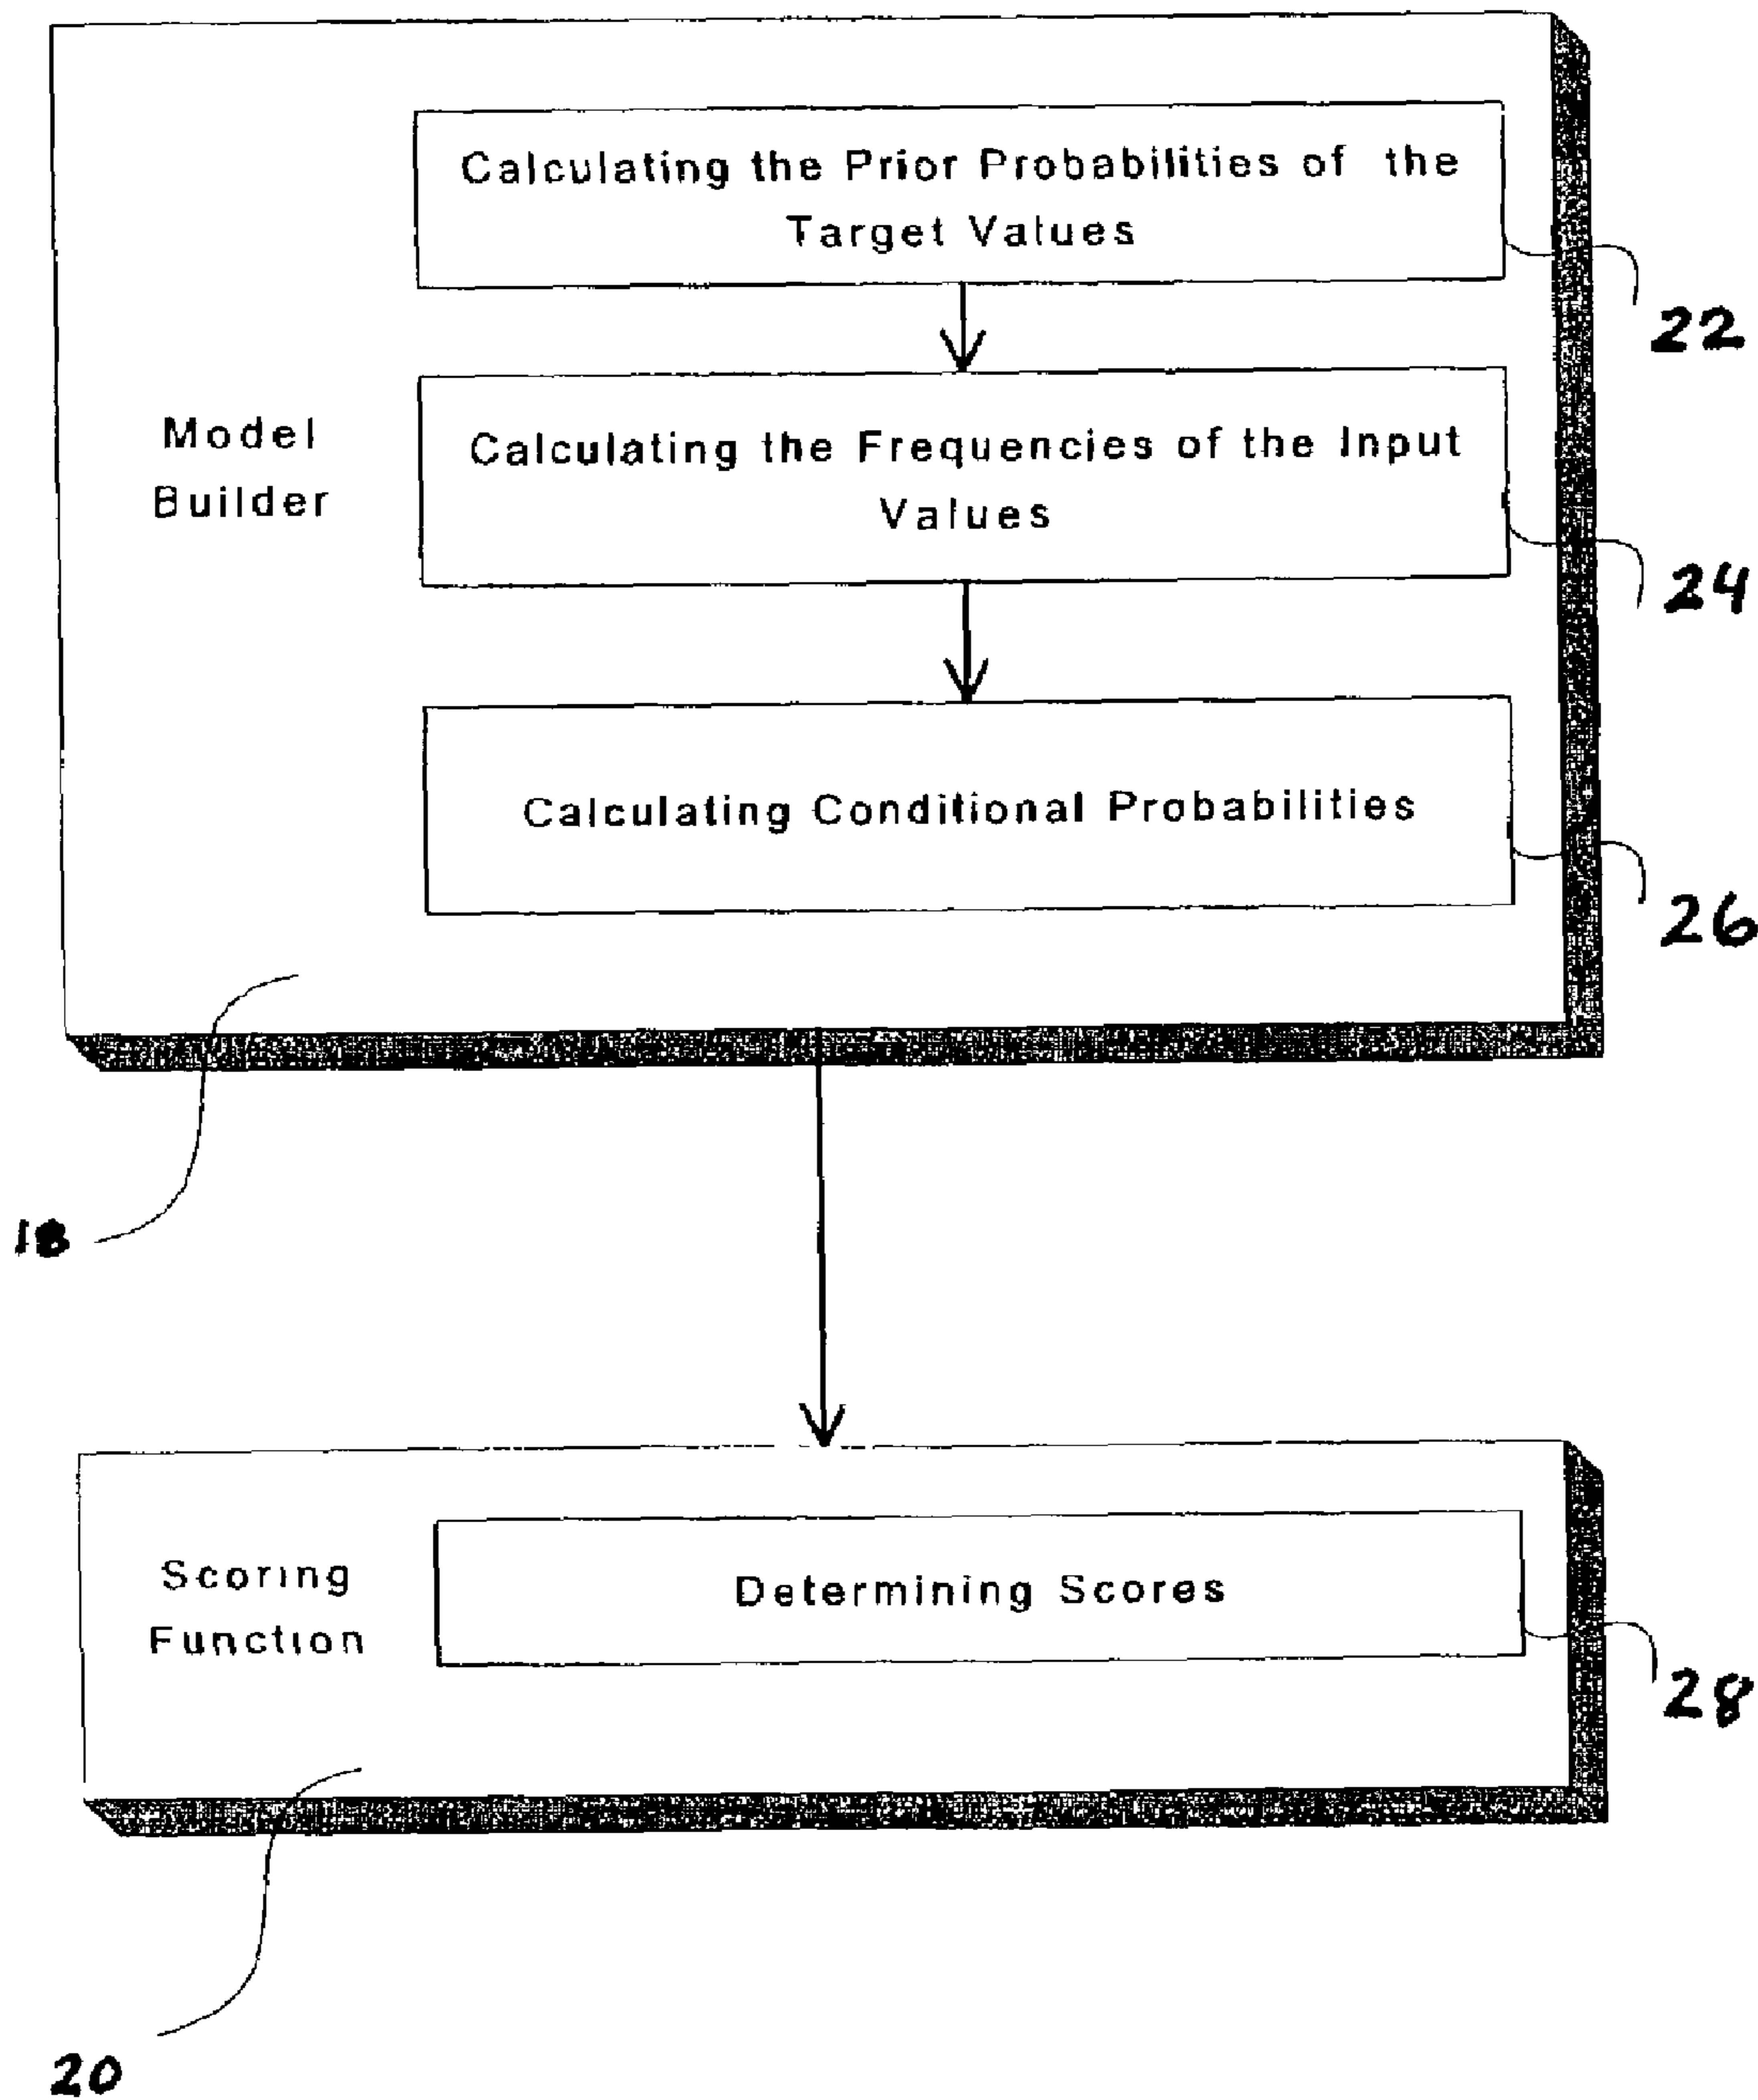 Calculating the Prior Probabilities of the
Target Values
22
Model
Builder
Calculating the Frequencies of the Input
Values
24
Calculating Conditional Probabilities
26
18
Scoring
Function
Determining Scores
28
20